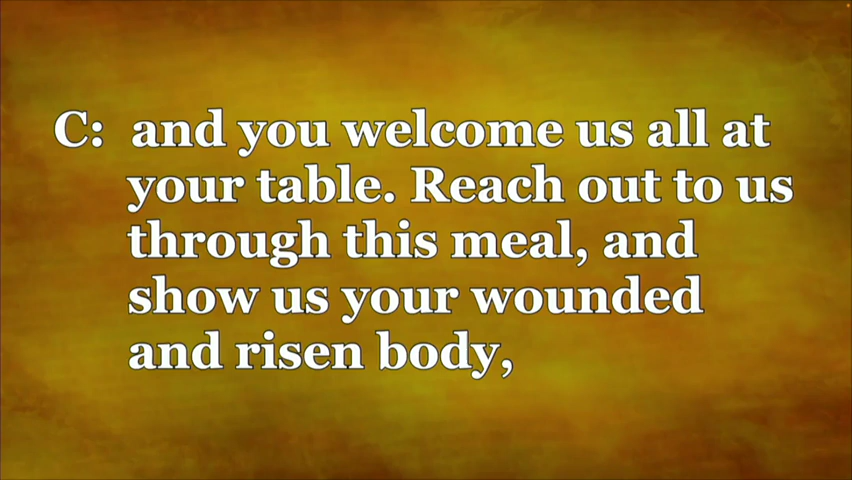 C: and you welcome us all at
your table. Reach out to us
through this meal, and
show us your wounded
and risen body,